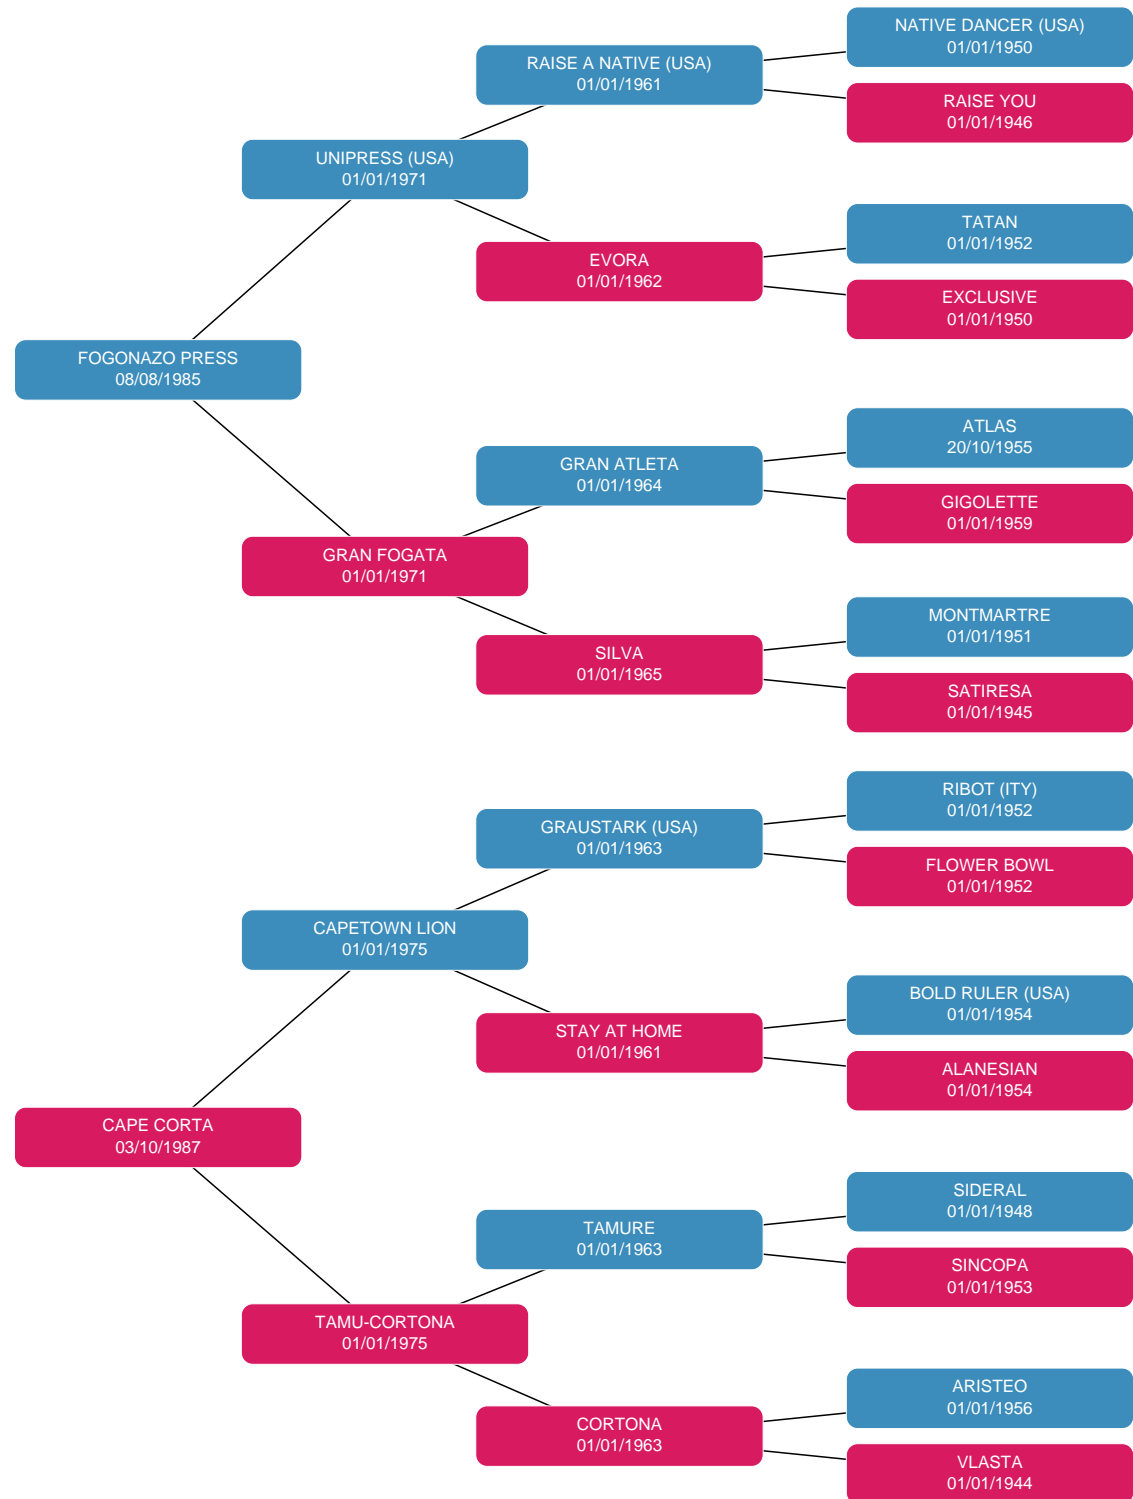 NATIVE DANCER (USA)
01/01/1950
RAISE A NATIVE (USA)
01/01/1961
RAISE YOU
01/01/1946
UNIPRESS (USA)
01/01/1971
TATAN
01/01/1952
EVORA
01/01/1962
EXCLUSIVE
01/01/1950
FOGONAZO PRESS
08/08/1985
ATLAS
20/10/1955
GRAN ATLETA
01/01/1964
GIGOLETTE
01/01/1959
GRAN FOGATA
01/01/1971
MONTMARTRE
01/01/1951
SILVA
01/01/1965
SATIRESA
01/01/1945
RIBOT (ITY)
01/01/1952
GRAUSTARK (USA)
01/01/1963
FLOWER BOWL
01/01/1952
CAPETOWN LION
01/01/1975
BOLD RULER (USA)
01/01/1954
STAY AT HOME
01/01/1961
ALANESIAN
01/01/1954
CAPE CORTA
03/10/1987
SIDERAL
01/01/1948
TAMURE
01/01/1963
SINCOPA
01/01/1953
TAMU-CORTONA
01/01/1975
ARISTEO
01/01/1956
CORTONA
01/01/1963
VLASTA
01/01/1944